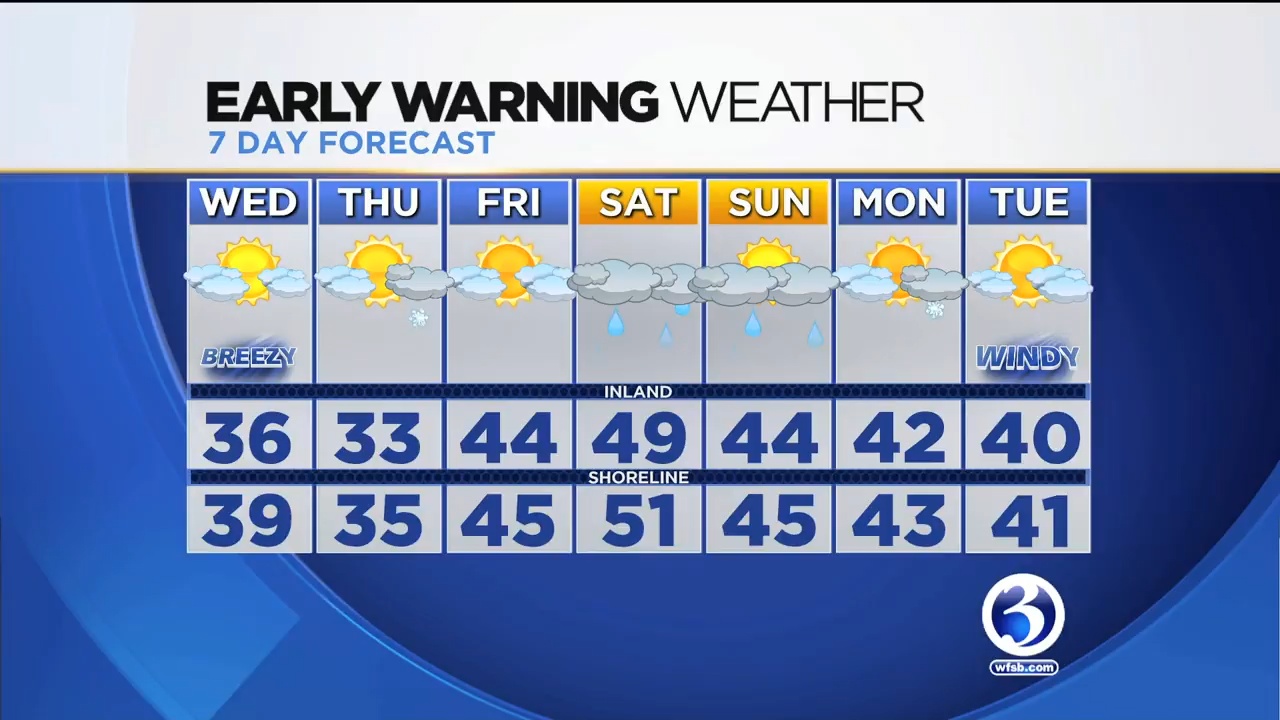 EARLY WARNING WEATHER
7 DAY FORECAST
WED THU FRI SAT SUN MON TUE
BREEZY WINDY
INLAND
36 33 44 49 44 42 40
SHORELINE
39 35 45 51 45 43 41
3
wfsb.com